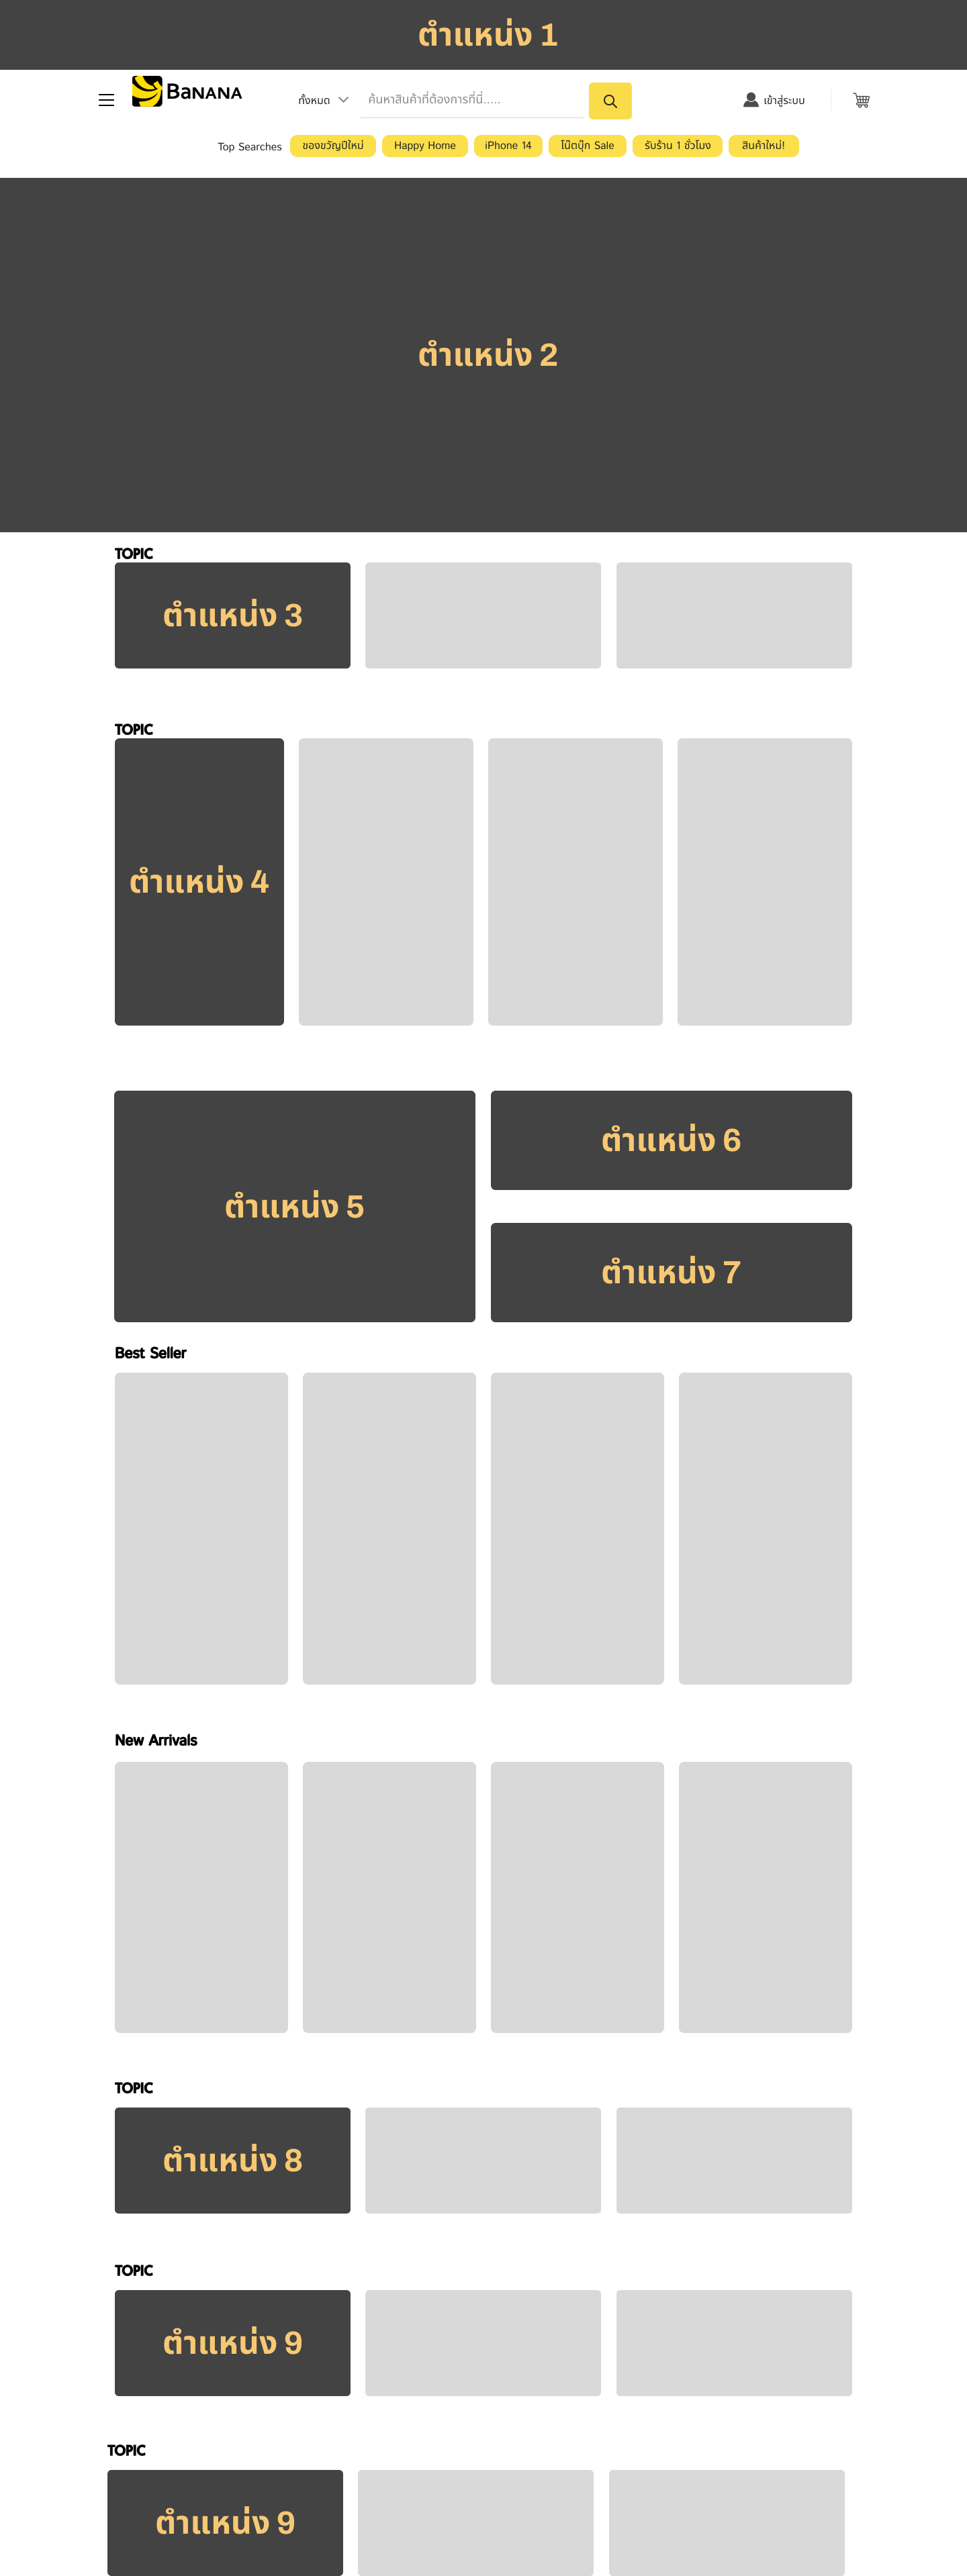 ตำแหน่ง 1
BaNANA
ทั้งหมด
ค้นหาสินค้าที่ต้องการที่นี่.....
เข้าสู่ระบบ
Top Searches
ของขวัญปีใหม่
Happy Home
iPhone 14
โน๊ตบุ๊ก Sale
รับร้าน 1 ชั่วโมง
สินค้าใหม่!
ตำแหน่ง 2
TOPIC
ตำแหน่ง 3
TOPIC
ตำแหน่ง 4
ตำแหน่ง 5
ตำแหน่ง 6
ตำแหน่ง 7
Best Seller
New Arrivals
TOPIC
ตำแหน่ง 8
TOPIC
ตำแหน่ง 9
TOPIC
ตำแหน่ง 9